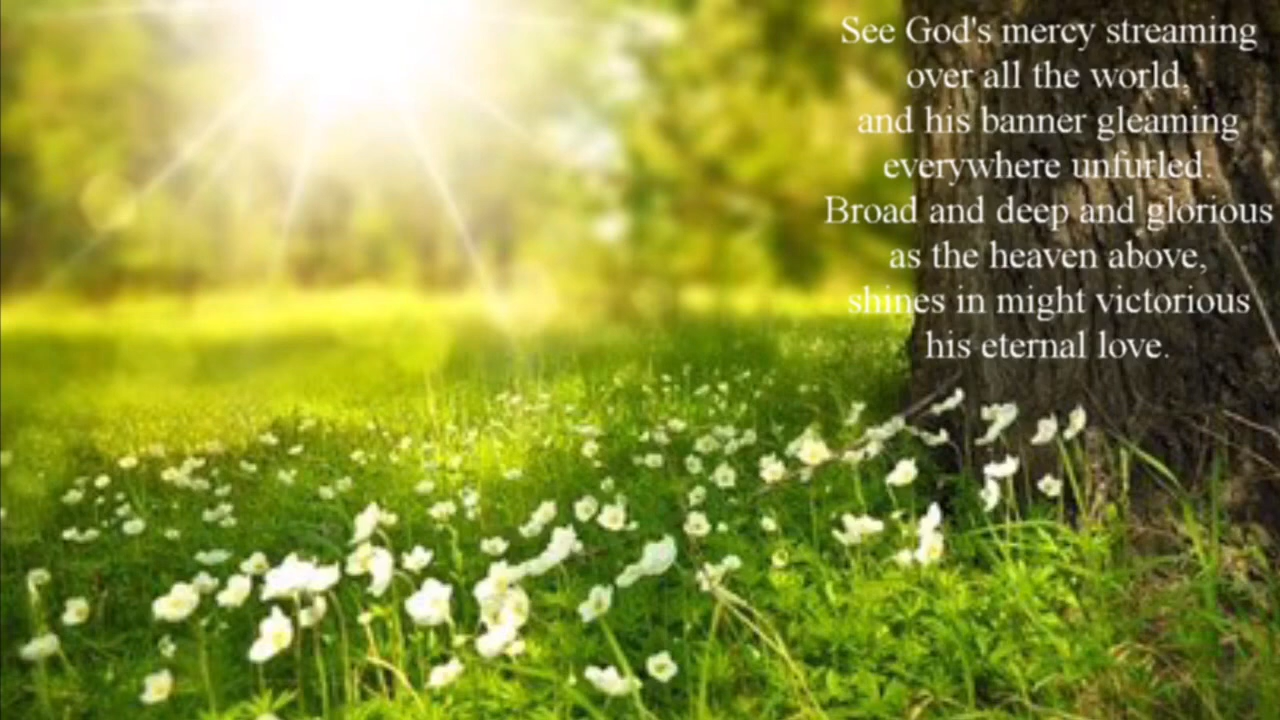 See God's mercy streaming
over all the world,
and his banner gleaming
everywhere unfurled.
Broad and deep and glorious
as the heaven above,
shines in might victorious
his eternal love.